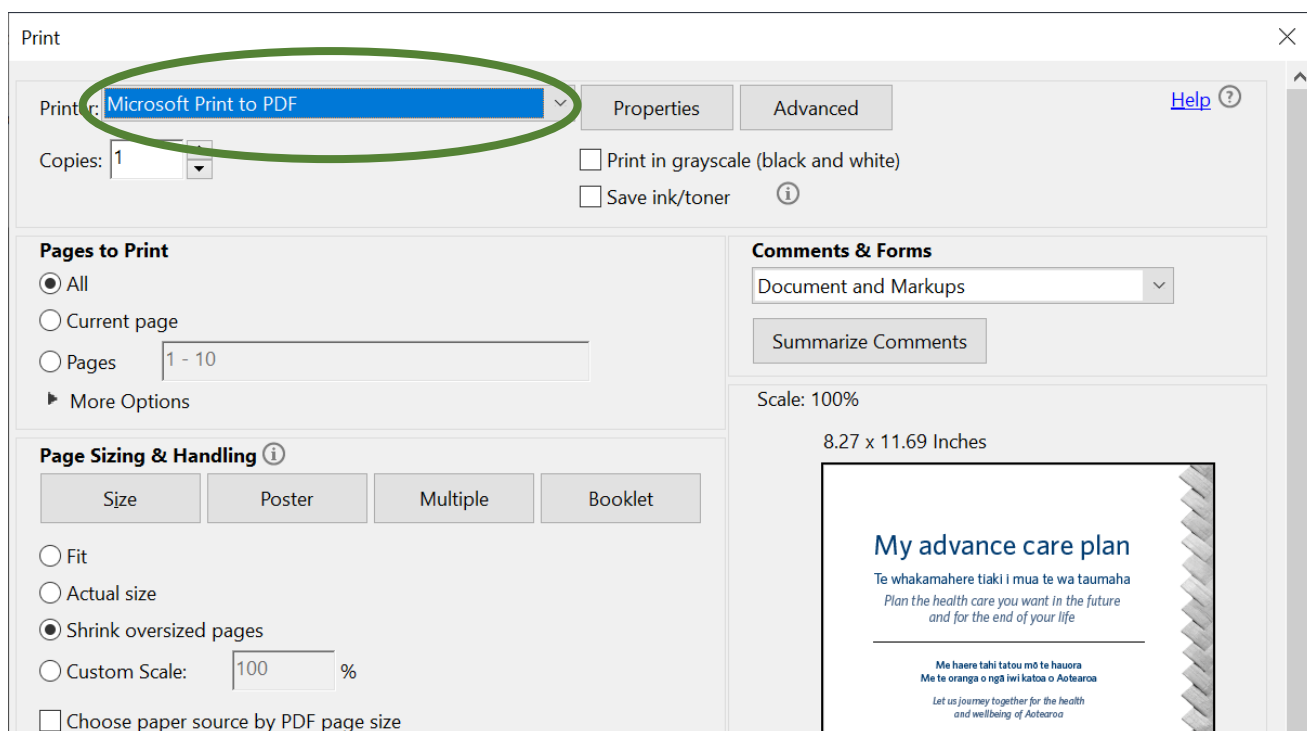 Print
Printer: Microsoft Print to PDF
Properties
Advanced
Help
Copies: 1
Print in grayscale (black and white)
Save ink/toner
Pages to Print
All
Current page
Pages 1 - 10
More Options
Comments & Forms
Document and Markups
Summarize Comments
Page Sizing & Handling
Size
Poster
Multiple
Booklet
Fit
Actual size
Shrink oversized pages
Custom Scale: 100 %
Choose paper source by PDF page size
Scale: 100%
8.27 x 11.69 Inches
My advance care plan
Te whakamahere tiaki i mua te wa taumaha
Plan the health care you want in the future
and for the end of your life
Me haere tahi tatou mō te hauora
Me te oranga o ngā iwi katoa o Aotearoa
Let us journey together for the health
and wellbeing of Aotearoa